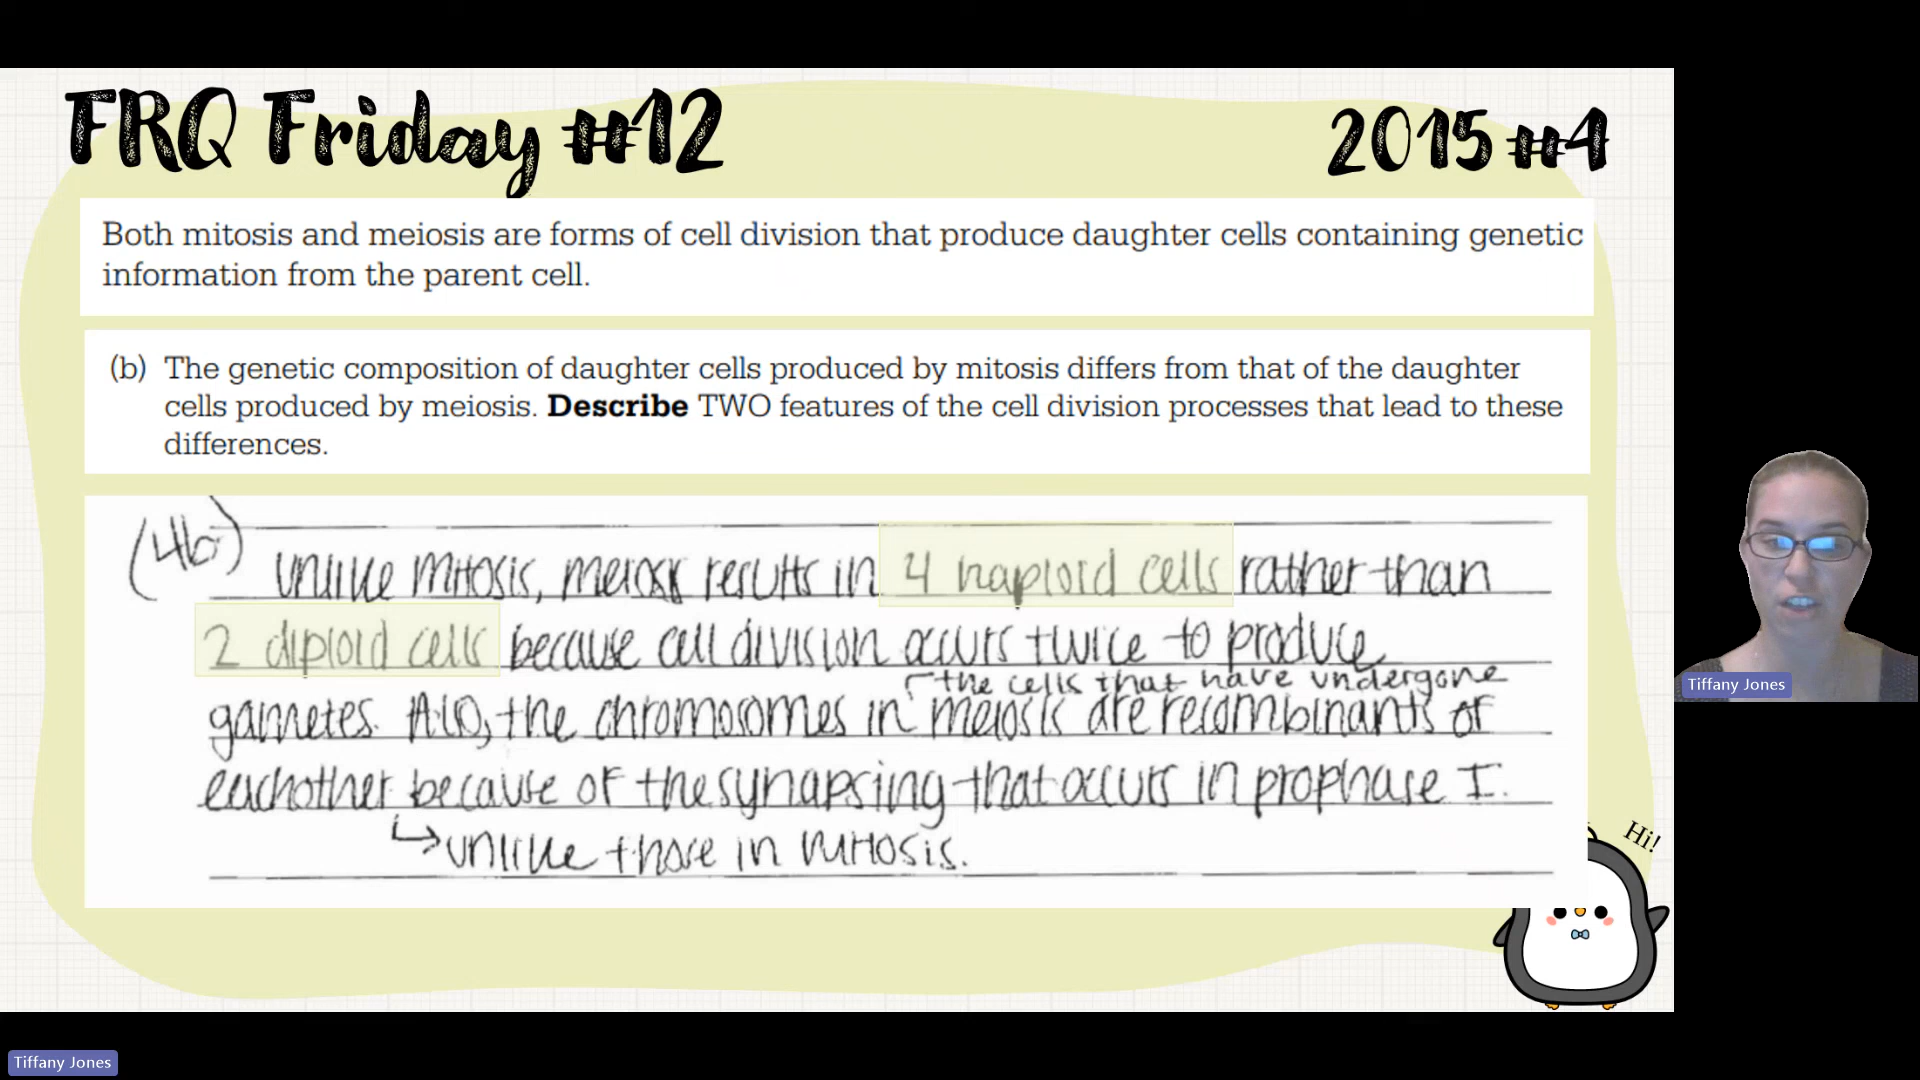 FRQ Friday #12
2015 #4
Both mitosis and meiosis are forms of cell division that produce daughter cells containing genetic
information from the parent cell.
(b) The genetic composition of daughter cells produced by mitosis differs from that of the daughter
cells produced by meiosis. Describe TWO features of the cell division processes that lead to these
differences.
(4b)
Unlike mitosis, meiosis results in 4 haploid cells rather than
2 diploid cells because cell division occurs twice to produce
the cells that have undergone
gametes. Also, the chromosomes in meiosis are recombinants of
eachother because of the synapsing that occurs in prophase I.
unlike those in mitosis.
Hi!
Tiffany Jones
Tiffany Jones